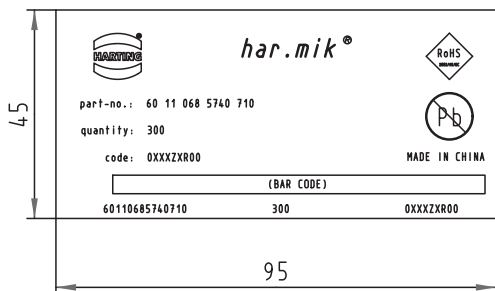 har.mik®
HARTING
RoHS
part-no.: 60 11 068 5740 710
quantity: 300
Pb
code: 0XXXZXR00
MADE IN CHINA
(BAR CODE)
60110685740710 300 0XXXZXR00
45
95